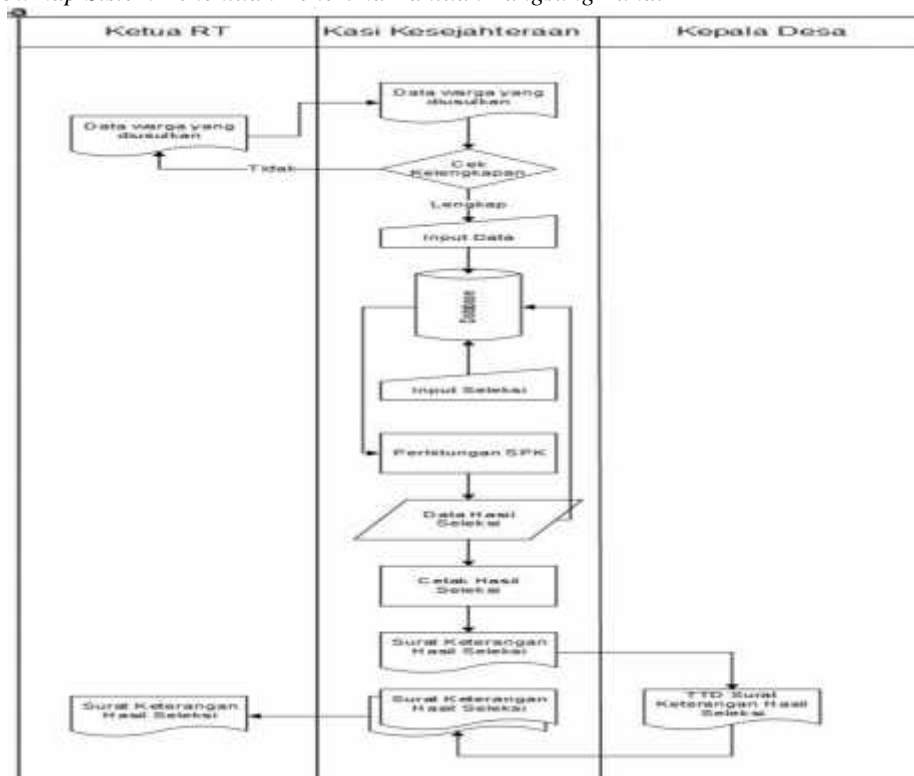 Ketua RT
Kasi Kesejahteraan
Kepala Desa
Data warga yang
diusulkan
Data warga yang
diusulkan
Cek
Kelengkapan
Tidak
Lengkap
Input Data
Database
Input Seleksi
Perhitungan SPK
Data Hasil
Seleksi
Cetak Hasil
Seleksi
Surat Keterangan
Hasil Seleksi
Surat Keterangan
Hasil Seleksi
Surat Keterangan
Hasil Seleksi
TTD Surat
Keterangan Hasil
Seleksi